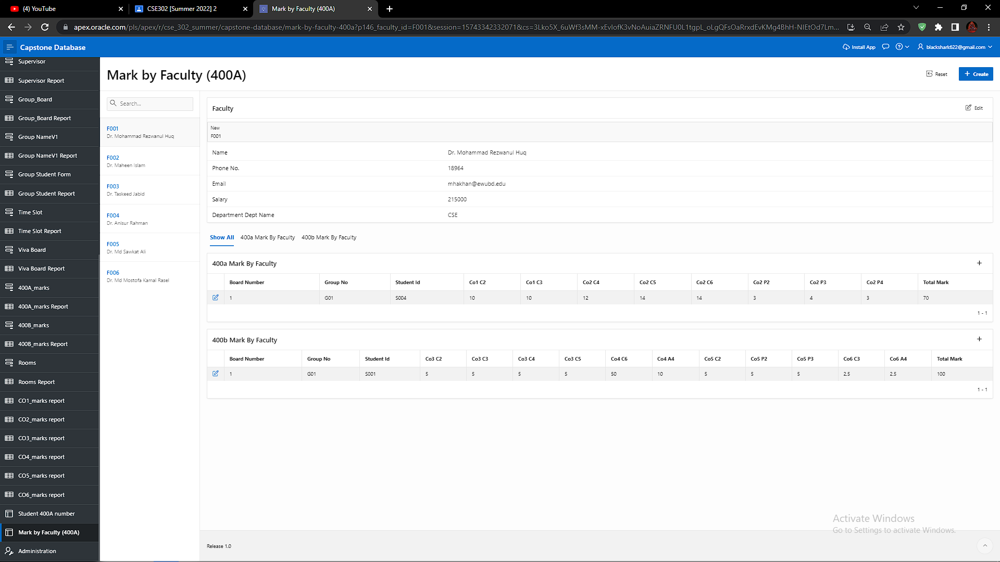 (4) YouTube
CSE302 [Summer 2022] 2
Mark by Faculty (400A)
apex.oracle.com/pls/apex/r/cse_302_summer/capstone-database/mark-by-faculty-400a?p146_faculty_id=F001&session=15743342332071&cs=3Lko5X_6uWf3sMM-xEvIofK3vNoAuiaZRNFU0L1tgpL_oLgQFsOaRrxdEvKMg4BhH-NIEtOd7Lm...
Capstone Database
Install App
blackshark622@gmail.com
Supervisor
Supervisor Report
Group_Board
Group_Board Report
Group NameV1
Group NameV1 Report
Group Student Form
Group Student Report
Time Slot
Time Slot Report
Viva Board
Viva Board Report
400A_marks
400A_marks Report
400B_marks
400B_marks Report
Rooms
Rooms Report
CO1_marks report
CO2_marks report
CO3_marks report
CO4_marks report
CO5_marks report
CO6_marks report
Student 400A number
Mark by Faculty (400A)
Administration
Mark by Faculty (400A)
Reset
Create
Search...
F001
Dr. Mohammad Rezwanul Huq
F002
Dr. Maheen Islam
F003
Dr. Taskeed Jabid
F004
Dr. Anisur Rahman
F005
Dr. Md Sawkat Ali
F006
Dr. Md Mostofa Kamal Rasel
Faculty
Edit
New
F001
Name Dr. Mohammad Rezwanul Huq
Phone No. 18964
Email mhakhan@ewubd.edu
Salary 215000
Department Dept Name CSE
Show All 400a Mark By Faculty 400b Mark By Faculty
400a Mark By Faculty
Board Number Group No Student Id Co1 C2 Co1 C3 Co2 C4 Co2 C5 Co2 C6 Co2 P2 Co2 P3 Co2 P4 Total Mark
1 G01 S004 10 10 12 14 14 3 4 3 70
1 - 1
400b Mark By Faculty
Board Number Group No Student Id Co3 C2 Co3 C3 Co3 C4 Co3 C5 Co4 C6 Co4 A4 Co5 C2 Co5 P2 Co5 P3 Co6 C3 Co6 A4 Total Mark
1 G01 S001 5 5 5 5 50 10 5 5 5 2.5 2.5 100
1 - 1
Activate Windows
Go to Settings to activate Windows.
Release 1.0